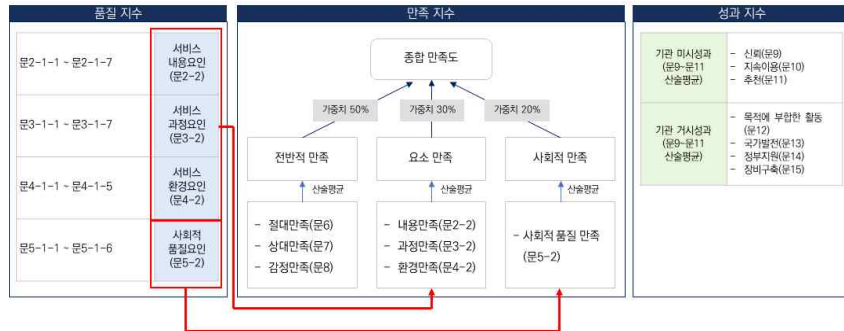 품질 지수
문2-1-1 ~ 문2-1-7
서비스
내용요인
(문2-2)
문3-1-1 ~ 문3-1-7
서비스
과정요인
(문3-2)
문4-1-1 ~ 문4-1-5
서비스
환경요인
(문4-2)
문5-1-1 ~ 문5-1-6
사회적
품질요인
(문5-2)
만족 지수
종합 만족도
가중치 50%
가중치 30%
가중치 20%
전반적 만족
요소 만족
사회적 만족
산술평균
산술평균
산술평균
- 절대만족(문6)
- 상대만족(문7)
- 감정만족(문8)
- 내용만족(문2-2)
- 과정만족(문3-2)
- 환경만족(문4-2)
- 사회적 품질 만족
(문5-2)
성과 지수
기관 미시성과
(문9~문11
산술평균)
- 신뢰(문9)
- 지속이용(문10)
- 추천(문11)
기관 거시성과
(문9~문11
산술평균)
- 목적에 부합한 활동
(문12)
- 국가발전(문13)
- 정부지원(문14)
- 장비구축(문15)